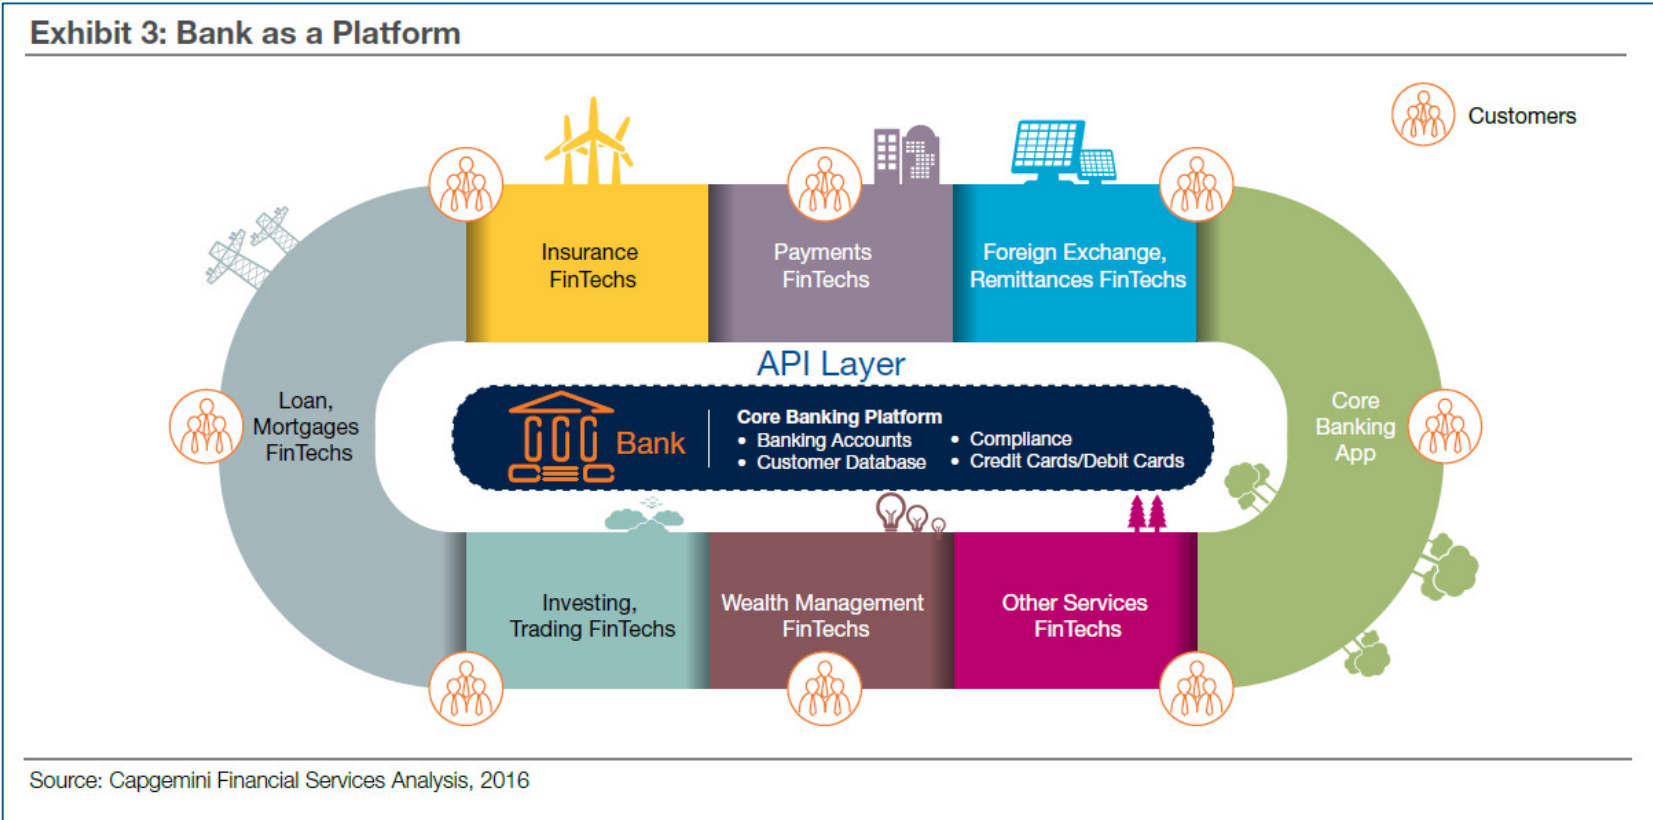 Exhibit 3: Bank as a Platform
Customers
Insurance
FinTechs
Payments
FinTechs
Foreign Exchange,
Remittances FinTechs
API Layer
Loan,
Mortgages
FinTechs
Bank
Core Banking Platform
• Banking Accounts
• Customer Database
• Compliance
• Credit Cards/Debit Cards
Core
Banking
App
Investing,
Trading FinTechs
Wealth Management
FinTechs
Other Services
FinTechs
Source: Capgemini Financial Services Analysis, 2016